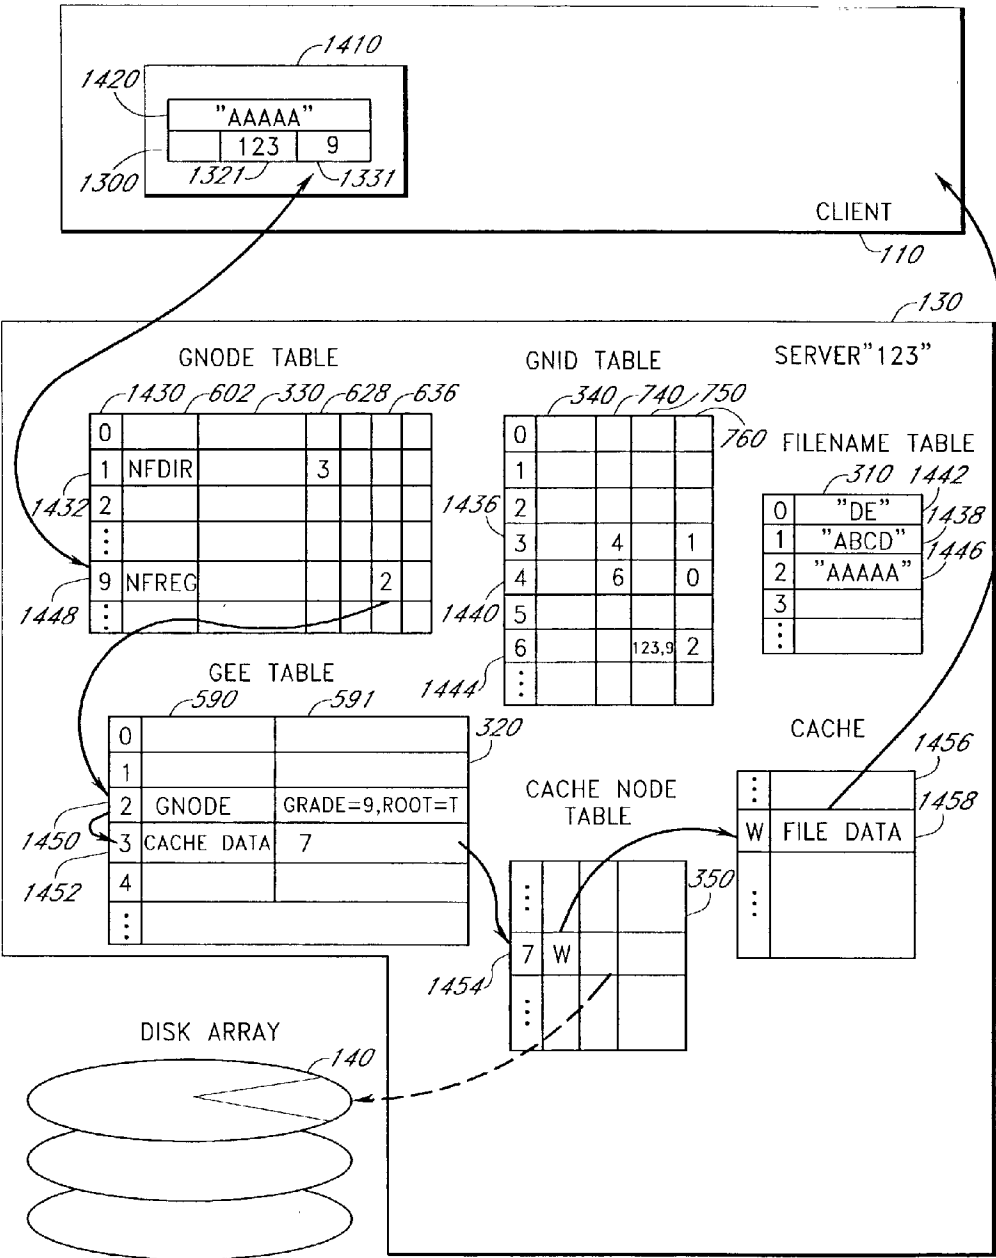 1410
1420
"AAAAA"
123 9
1300 1321 1331
CLIENT
110
130
GNODE TABLE
1430 602 330 628 636
0
1 NFDIR 3
1432
2
9 NFREG 2
1448
GNID TABLE
340 740 750
760
0
1
2
1436
3 4 1
4 6 0
1440
5
6 123,9 2
1444
SERVER"123"
FILENAME TABLE
310 1442
0 "DE"
1438
1 "ABCD"
1446
2 "AAAAA"
3
GEE TABLE
590 591
320
0
1
2 GNODE GRADE=9,ROOT=T
1450
3 CACHE DATA 7
1452
4
CACHE NODE
TABLE
350
7 W
1454
CACHE
1456
1458
W FILE DATA
DISK ARRAY
140